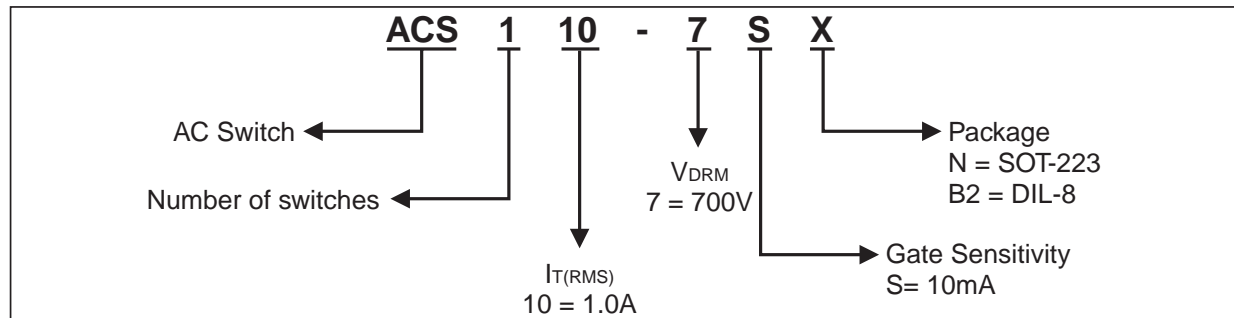 ACS 1 10 - 7 S X
AC Switch
Number of switches
IT(RMS)
10 = 1.0A
VDRM
7 = 700V
Package
N = SOT-223
B2 = DIL-8
Gate Sensitivity
S= 10mA